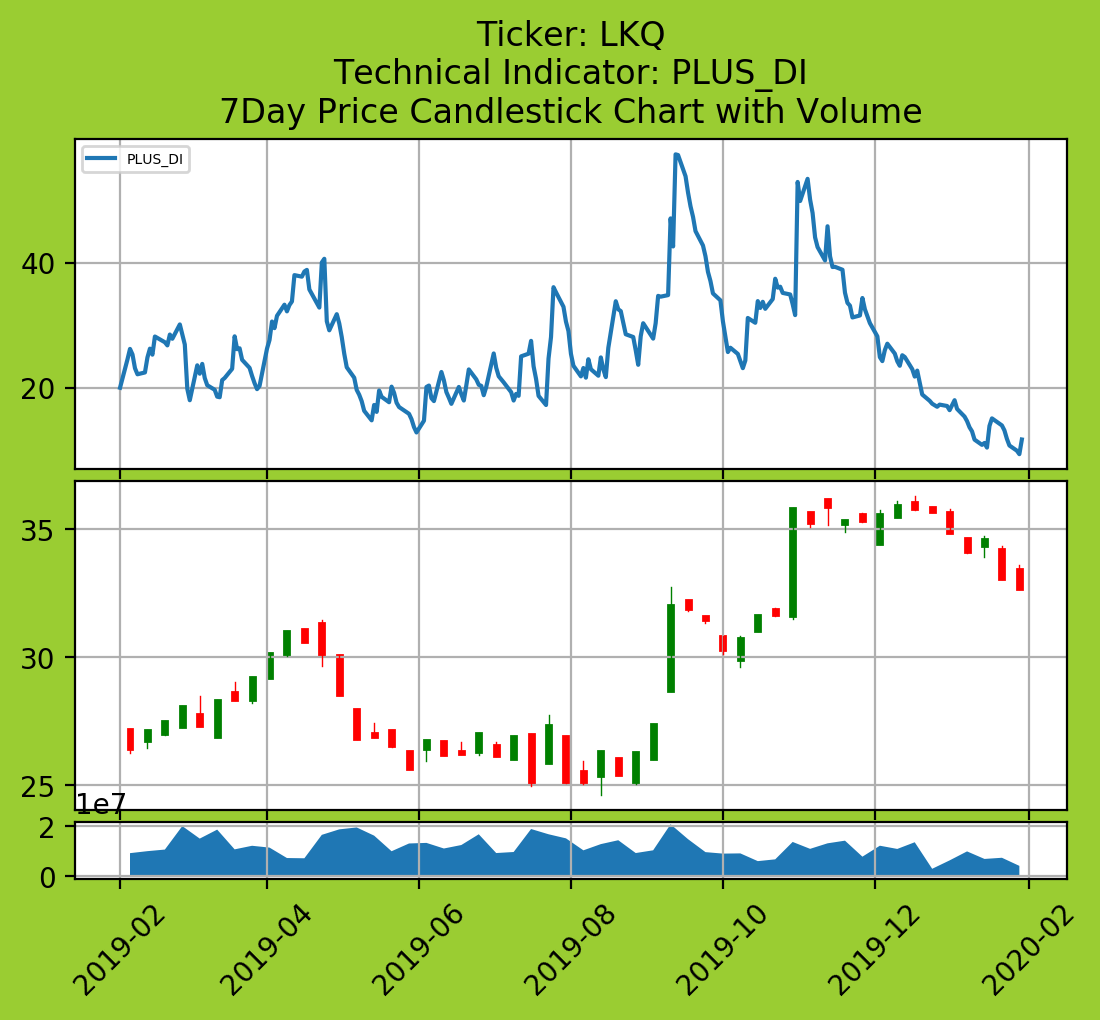 Ticker: LKQ
Technical Indicator: PLUS_DI
7Day Price Candlestick Chart with Volume
PLUS_DI
40
20
35
30
25
1e7
2
0
2019-02
2019-04
2019-06
2019-08
2019-10
2019-12
2020-02